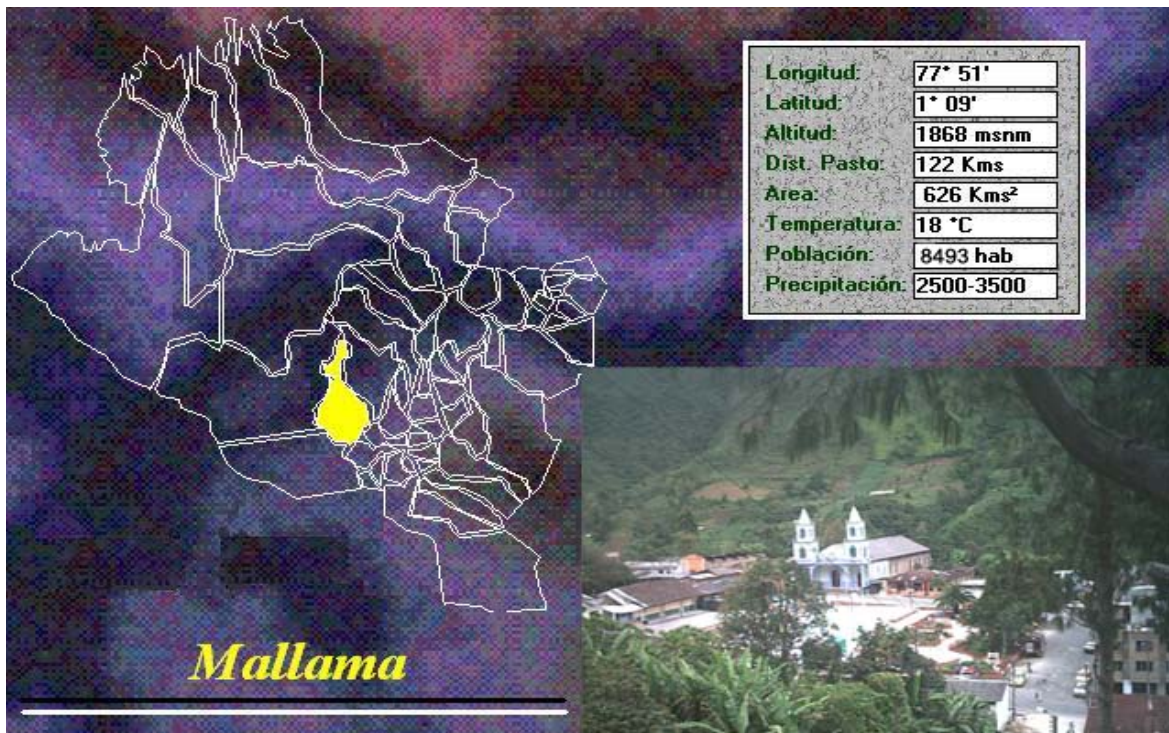 Longitud: 77° 51'
Latitud: 1° 09'
Altitud: 1868 msnm
Dist. Pasto: 122 Kms
Area: 626 Kms²
Temperatura: 18 °C
Población: 8493 hab
Precipitación: 2500-3500
Mallama